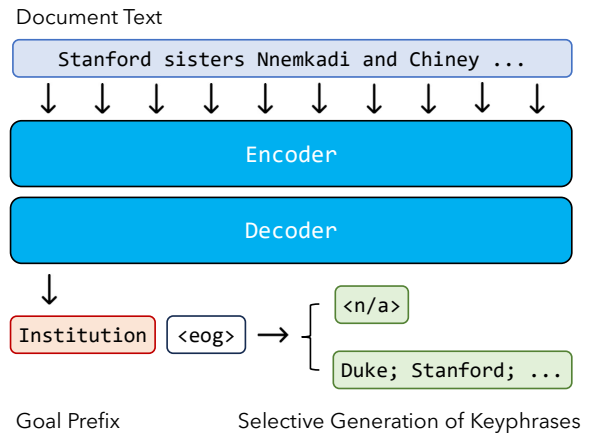 Document Text
Stanford sisters Nnemkadi and Chiney ...
Encoder
Decoder
<n/a>
Institution <eog>
Duke; Stanford; ...
Goal Prefix Selective Generation of Keyphrases